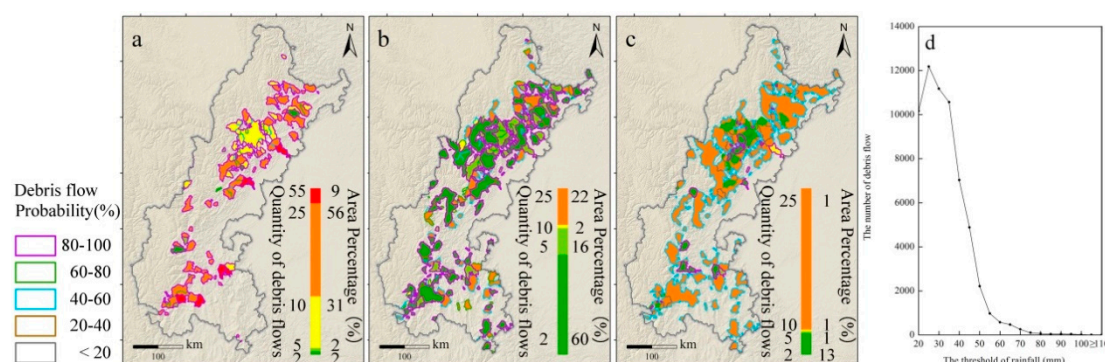 a
N
b
N
c
N
d
Debris flow
Probability(%)
80-100
60-80
40-60
20-40
< 20
Quantity of debris flows
Area Percentage (%)
55 9
25 56
10 31
5 2
2 2
100 km
Quantity of debris flows
Area Percentage (%)
25 22
10 2
5 16
2 60
100 km
Quantity of debris flows
Area Percentage (%)
25 1
10 1
5 1
2 13
100 km
The number of debris flow
14000
12000
10000
8000
6000
4000
2000
0
20 30 40 50 60 70 80 90 100 ≥110
The threshold of rainfall (mm)